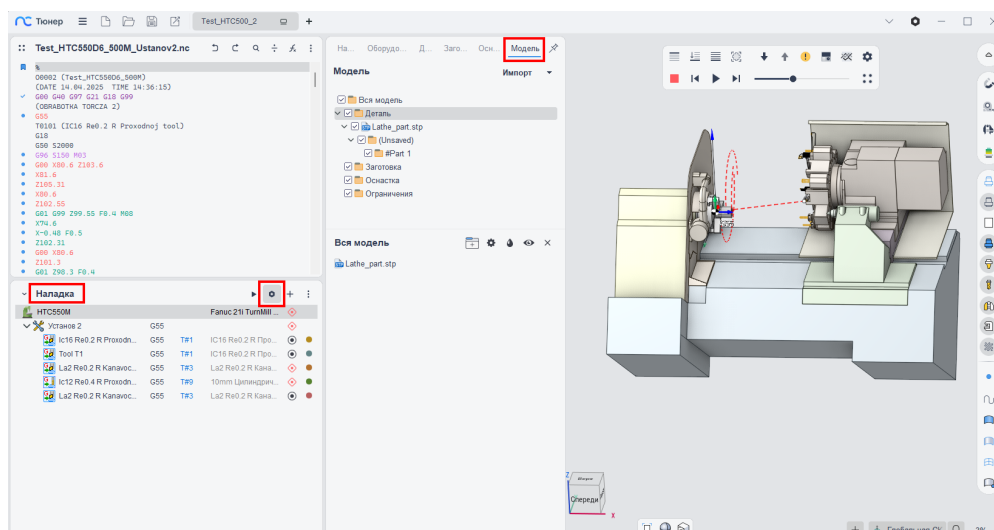 Тюнер
Test_HTC500_2
Test_HTC550D6_500M_Ustanov2.nc
%
O0002 (Test_HTC550D6_500M)
(DATE 14.04.2025 TIME 14:36:15)
G00 G40 G97 G21 G18 G99
(OBRABOTKA TORCZA 2)
G55
T0101 (IC16 Re0.2 R Proxodnoj tool)
G18
G50 S2000
G96 S150 M03
G00 X80.6 Z103.6
X81.6
Z105.31
X80.6
Z102.55
G01 G99 Z99.55 F0.4 M08
X74.6
X-0.48 F0.5
Z102.31
G00 X80.6
Z101.3
G01 Z98.3 F0.4
На... Оборудо... Д... Заго... Осн... Модель
Модель Импорт
Вся модель
Деталь
Lathe_part.stp
(Unsaved)
#Part 1
Заготовка
Оснастка
Ограничения
Вся модель
Lathe_part.stp
Наладка
HTC550M Fanuc 21i TurnMill ...
Установ 2 G55
Ic16 Re0.2 R Proxodn... G55 T#1 IC16 Re0.2 R Про...
Tool T1 G55 T#1 IC16 Re0.2 R Про...
La2 Re0.2 R Kanavoc... G55 T#3 La2 Re0.2 R Кана...
Ic12 Re0.4 R Proxodn... G55 T#9 10mm Цилиндрич...
La2 Re0.2 R Kanavoc... G55 T#3 La2 Re0.2 R Кана...
Z
Верх
Спереди
X